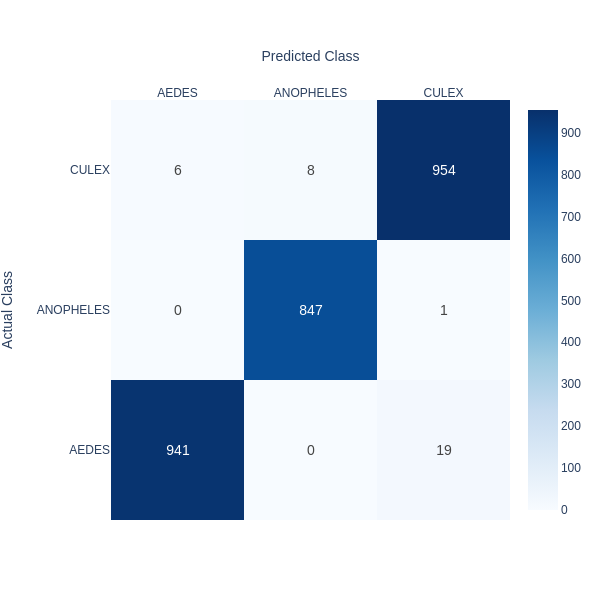 Predicted Class
AEDES ANOPHELES CULEX
CULEX 6 8 954
ANOPHELES 0 847 1
AEDES 941 0 19
Actual Class
900
800
700
600
500
400
300
200
100
0